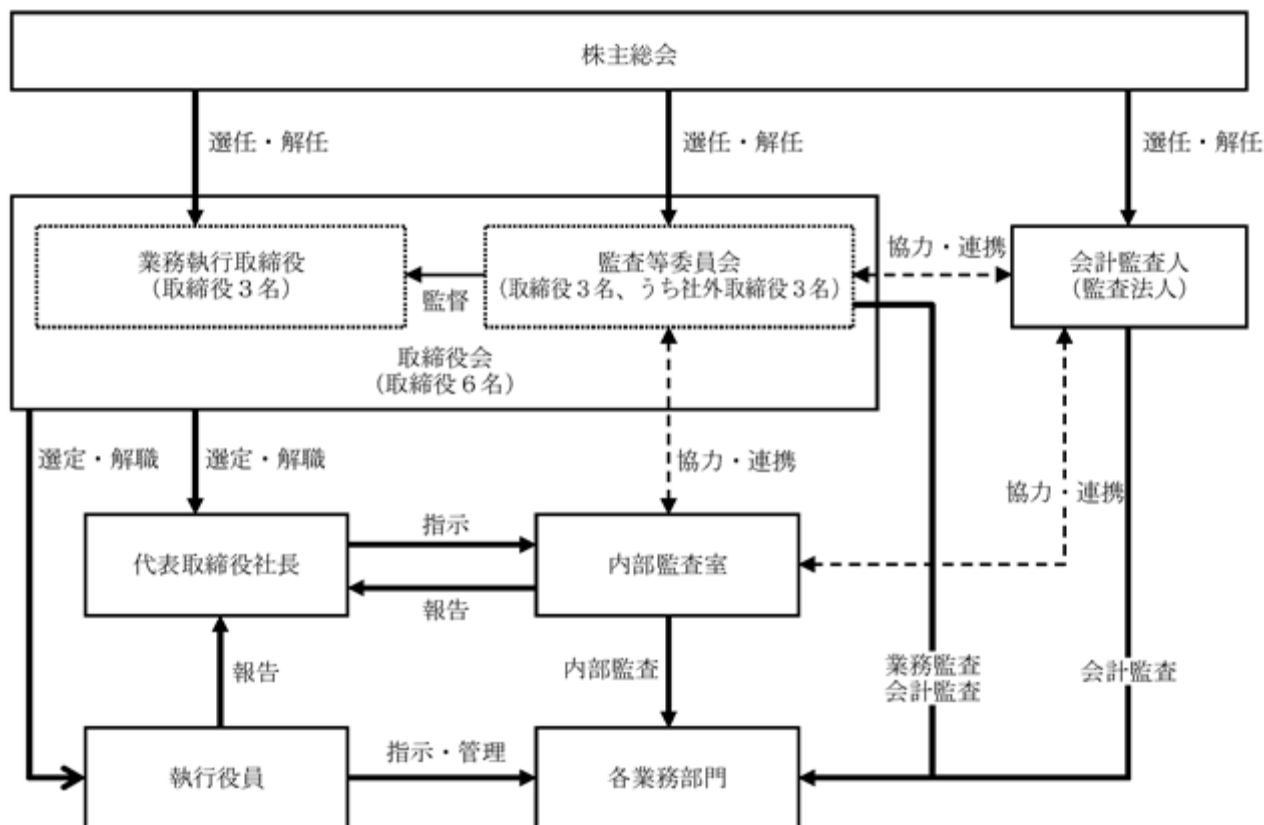 株主総会
選任・解任
選任・解任
選任・解任
業務執行取締役
（取締役３名）
監督
監査等委員会
（取締役３名、うち社外取締役３名）
協力・連携
会計監査人
（監査法人）
取締役会
（取締役６名）
選定・解職
選定・解職
協力・連携
協力・連携
代表取締役社長
指示
報告
内部監査室
報告
内部監査
業務監査
会計監査
会計監査
執行役員
指示・管理
各業務部門